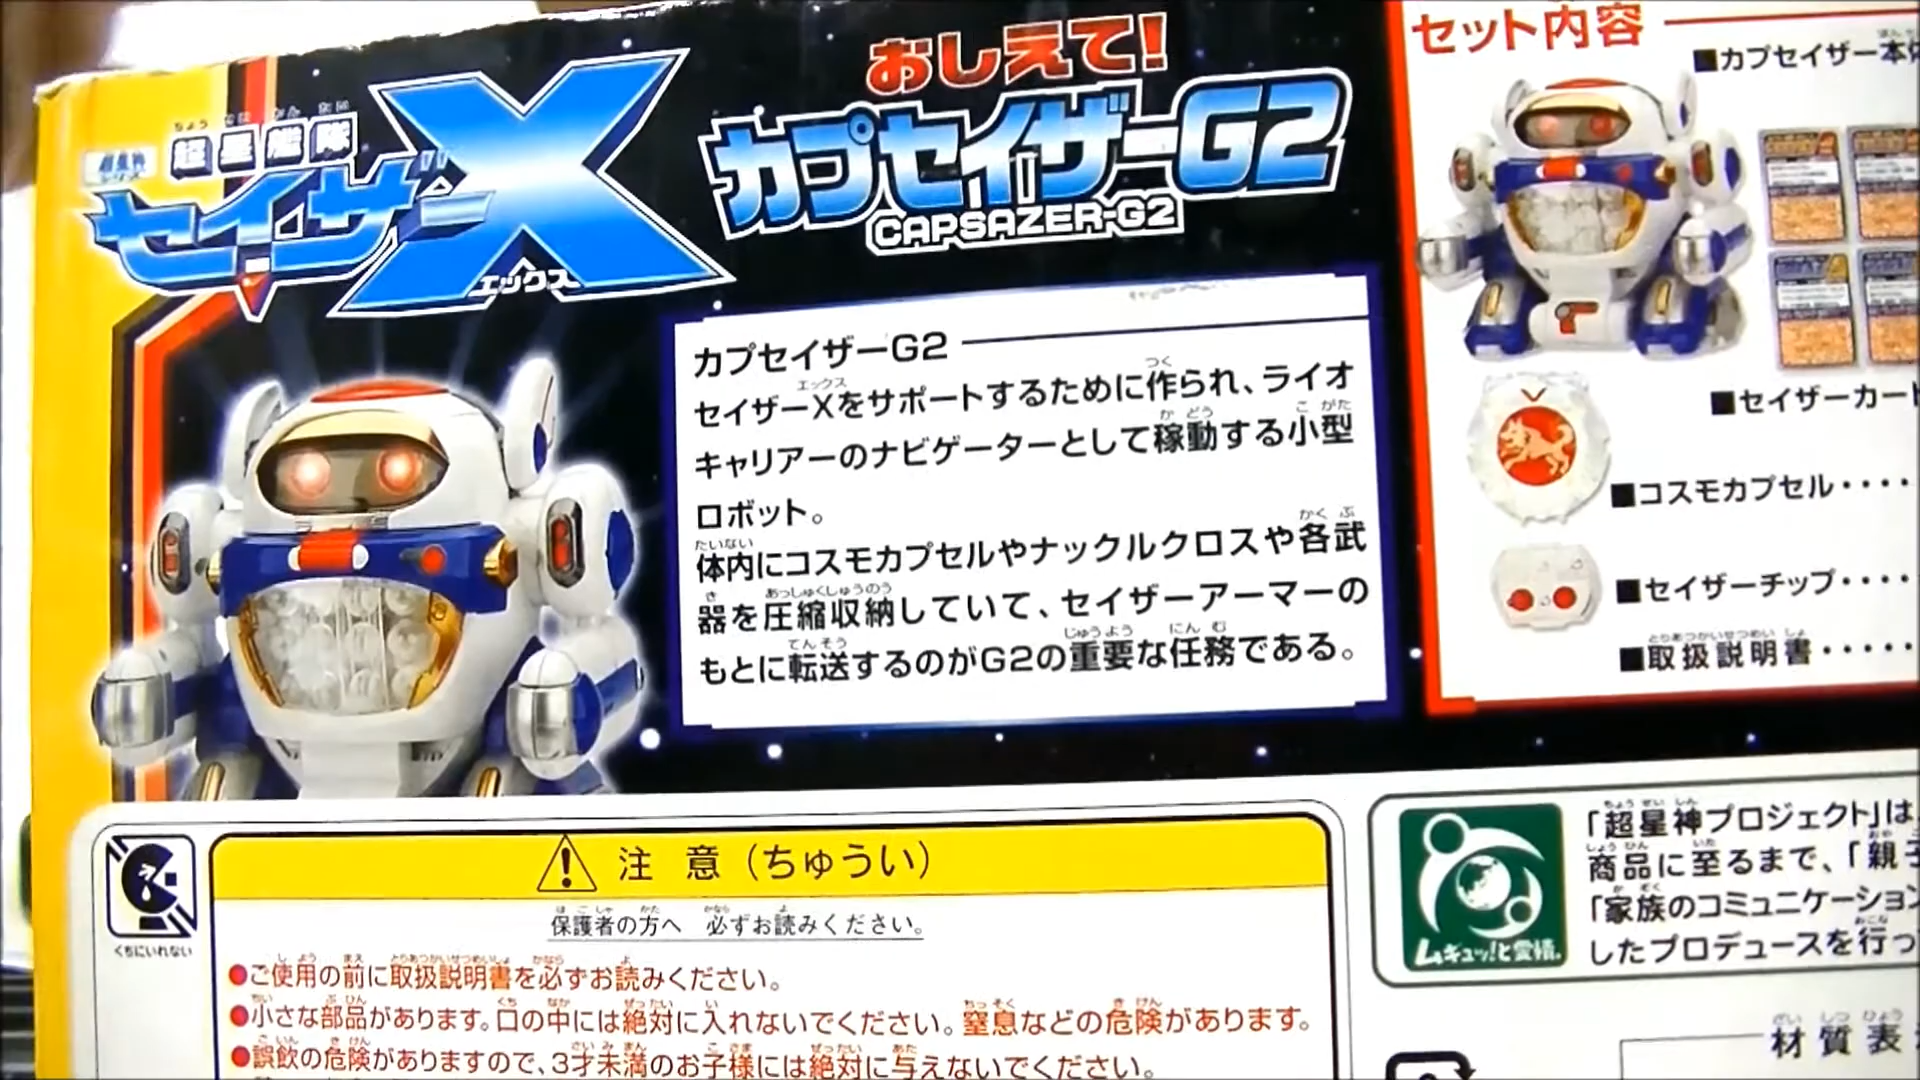 超星艦隊
セイザーX
エックス
おしえて!
カプセイザーG2
CAPSAZER-G2
カプセイザーG2
セイザーXをサポートするために作られ、ライオ
キャリアーのナビゲーターとして稼動する小型
ロボット。
体内にコスモカプセルやナックルクロスや各武
器を圧縮収納していて、セイザーアーマーの
もとに転送するのがG2の重要な任務である。
セット内容
■カプセイザー本体
■セイザーカード
■コスモカプセル・・・・
■セイザーチップ・・・・
■取扱説明書・・・・・
くちにいれない
注意(ちゅうい)
保護者の方へ 必ずお読みください。
●ご使用の前に取扱説明書を必ずお読みください。
●小さな部品があります。口の中には絶対に入れないでください。窒息などの危険があります。
●誤飲の危険がありますので、3才未満のお子様には絶対に与えないでください。
ムギュッ!と愛情。
「超星神プロジェクト」は
商品に至るまで、「親子
「家族のコミュニケーション
したプロデュースを行っ
材質表